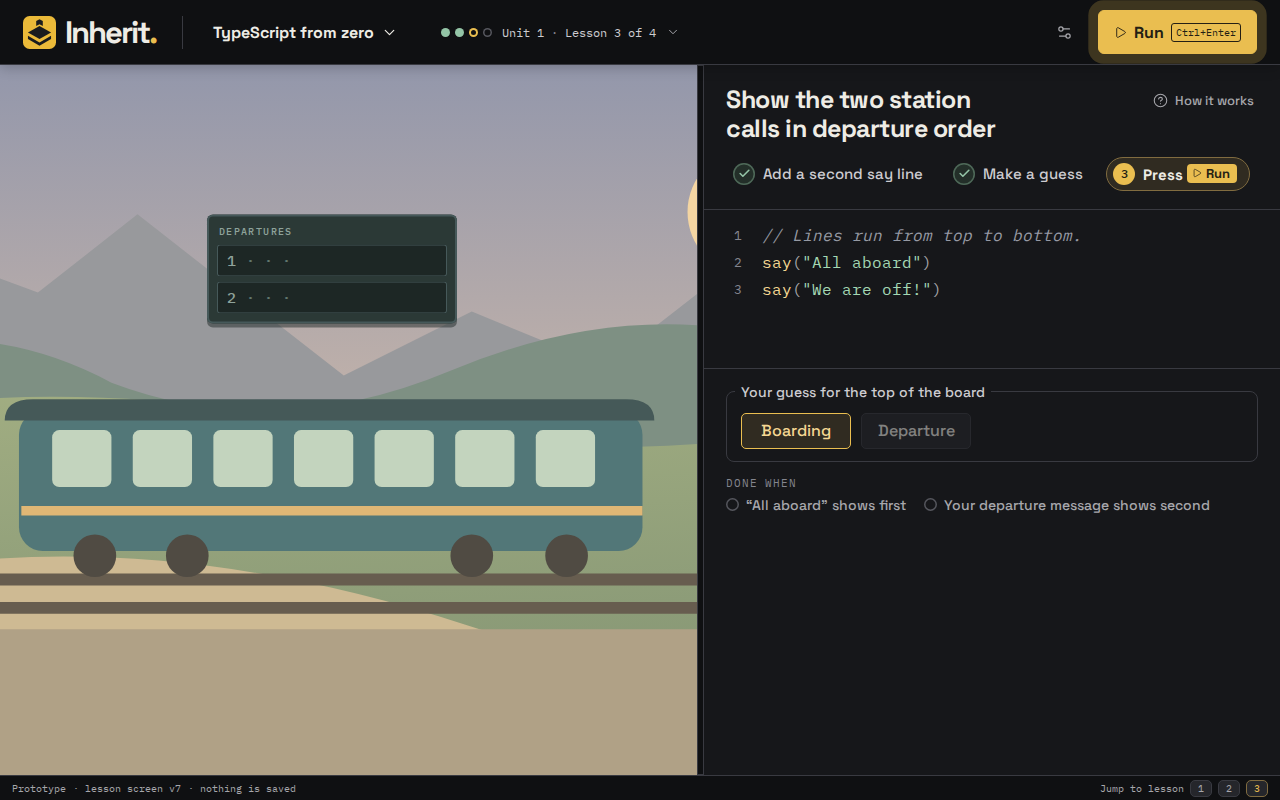 Inherit.
TypeScript from zero
Unit 1 · Lesson 3 of 4
Run Ctrl+Enter
DEPARTURES
1 · · ·
2 · · ·
Show the two station
calls in departure order
How it works
Add a second say line
Make a guess
3 Press Run
1 // Lines run from top to bottom.
2 say("All aboard")
3 say("We are off!")
Your guess for the top of the board
Boarding
Departure
DONE WHEN
“All aboard” shows first
Your departure message shows second
Prototype · lesson screen v7 · nothing is saved
Jump to lesson 1 2 3